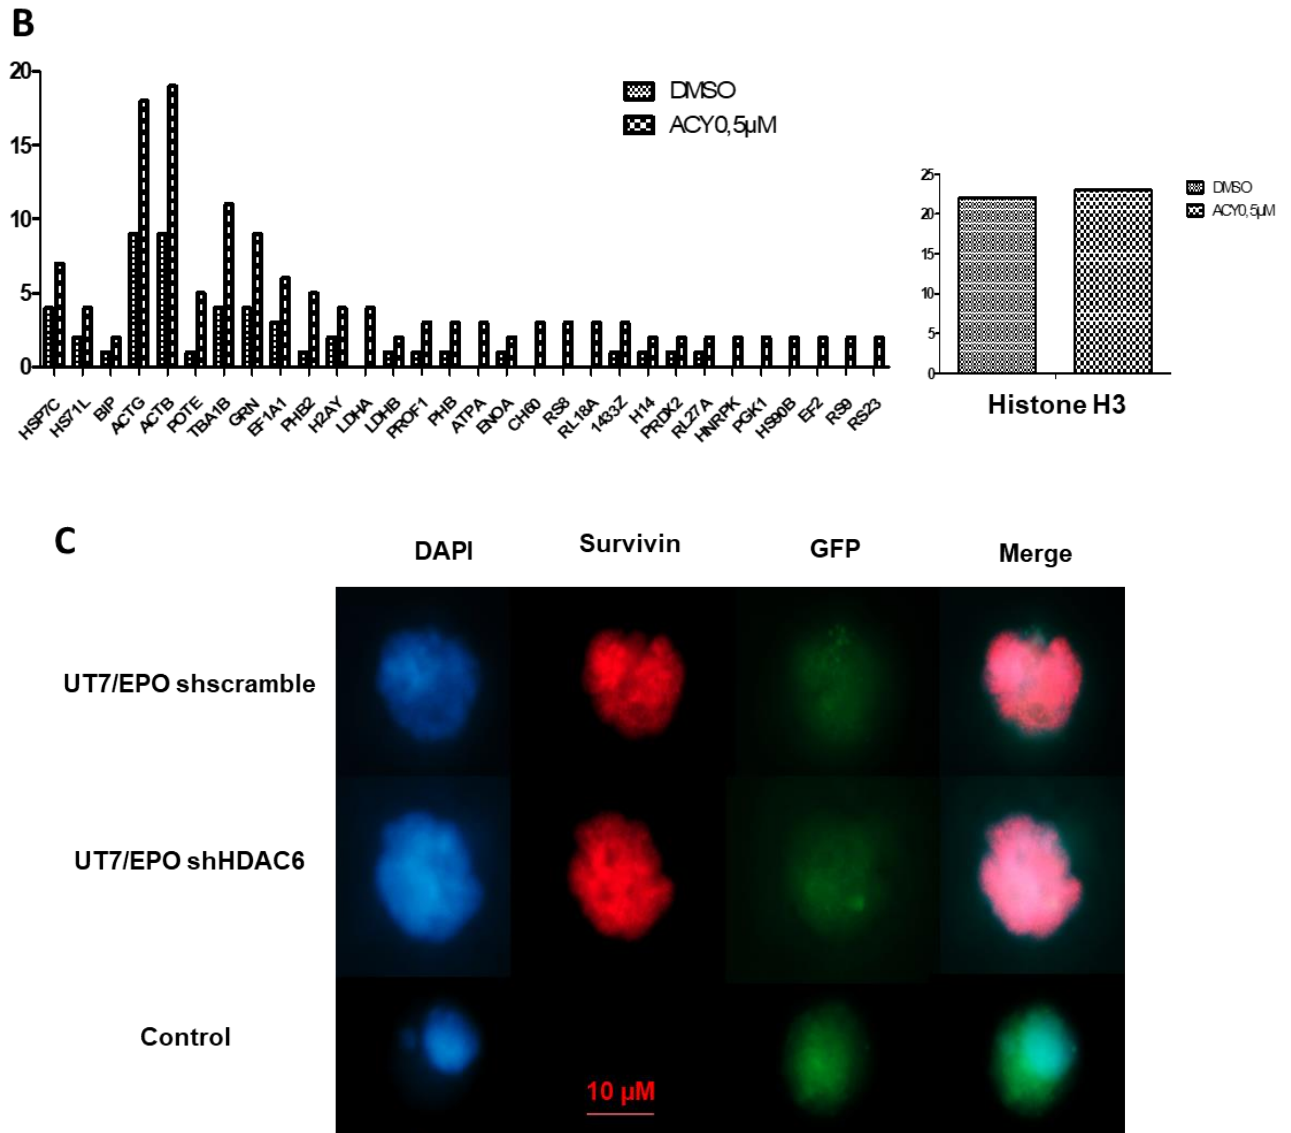 B
20
15
10
5
0
DMSO
ACY0,5µM
HSP7C
HS71L
BIP
ACTG
ACTB
POTE
TBA1B
GRN
EF1A1
PHB2
H2AY
LDHA
LDHB
PROF1
PHB
ATPA
ENOA
CH60
RS8
RL18A
1433Z
H14
PRDX2
RL27A
HNRPK
PGK1
HS90B
EF2
RS9
RS23
25
20
15
10
5
0
DMSO
ACY0,5µM
Histone H3
C
DAPI Survivin GFP Merge
UT7/EPO shscramble
UT7/EPO shHDAC6
Control
10 µM